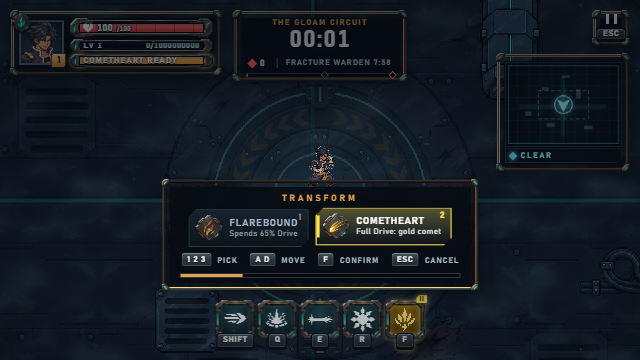 100 /100
LV 1 0/1000000000
COMETHEART READY
1
THE GLOAM CIRCUIT
00:01
0 FRACTURE WARDEN 7:58
ESC
CLEAR
TRANSFORM
FLAREBOUND 1
Spends 65% Drive
COMETHEART 2
Full Drive: gold comet
1 2 3 PICK A D MOVE F CONFIRM ESC CANCEL
SHIFT Q E R F